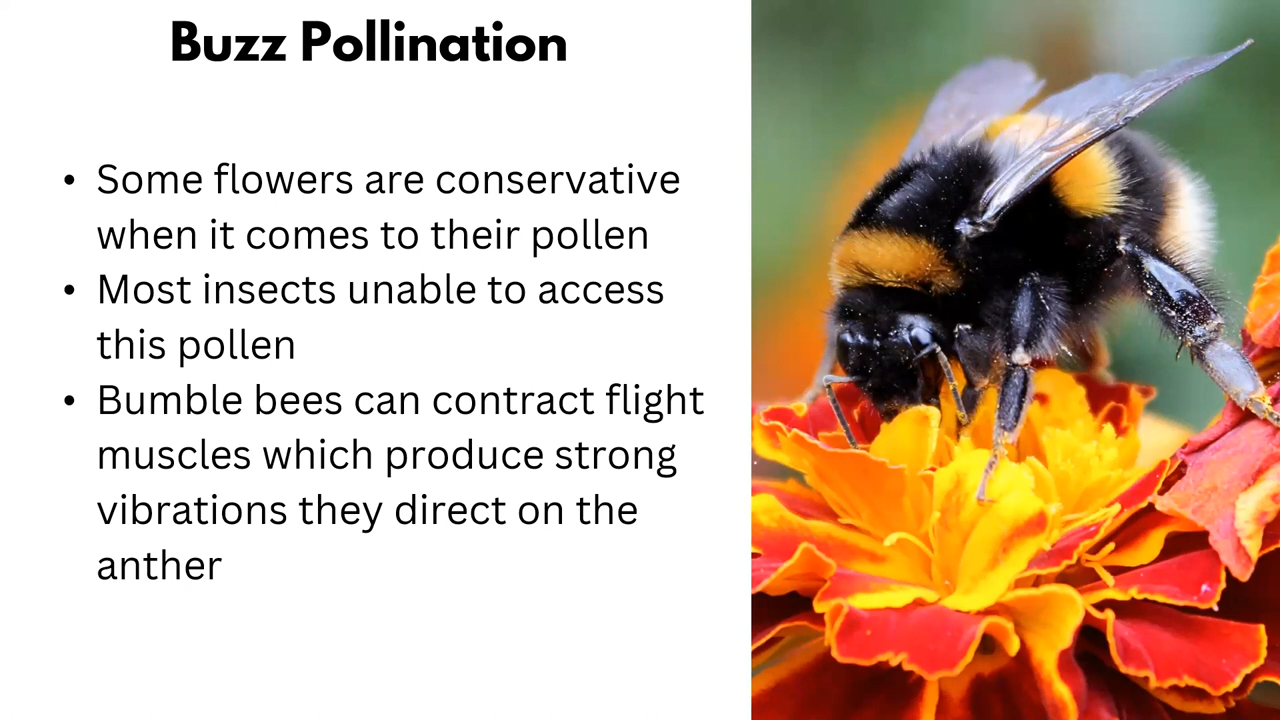 Buzz Pollination
• Some flowers are conservative
when it comes to their pollen
• Most insects unable to access
this pollen
• Bumble bees can contract flight
muscles which produce strong
vibrations they direct on the
anther